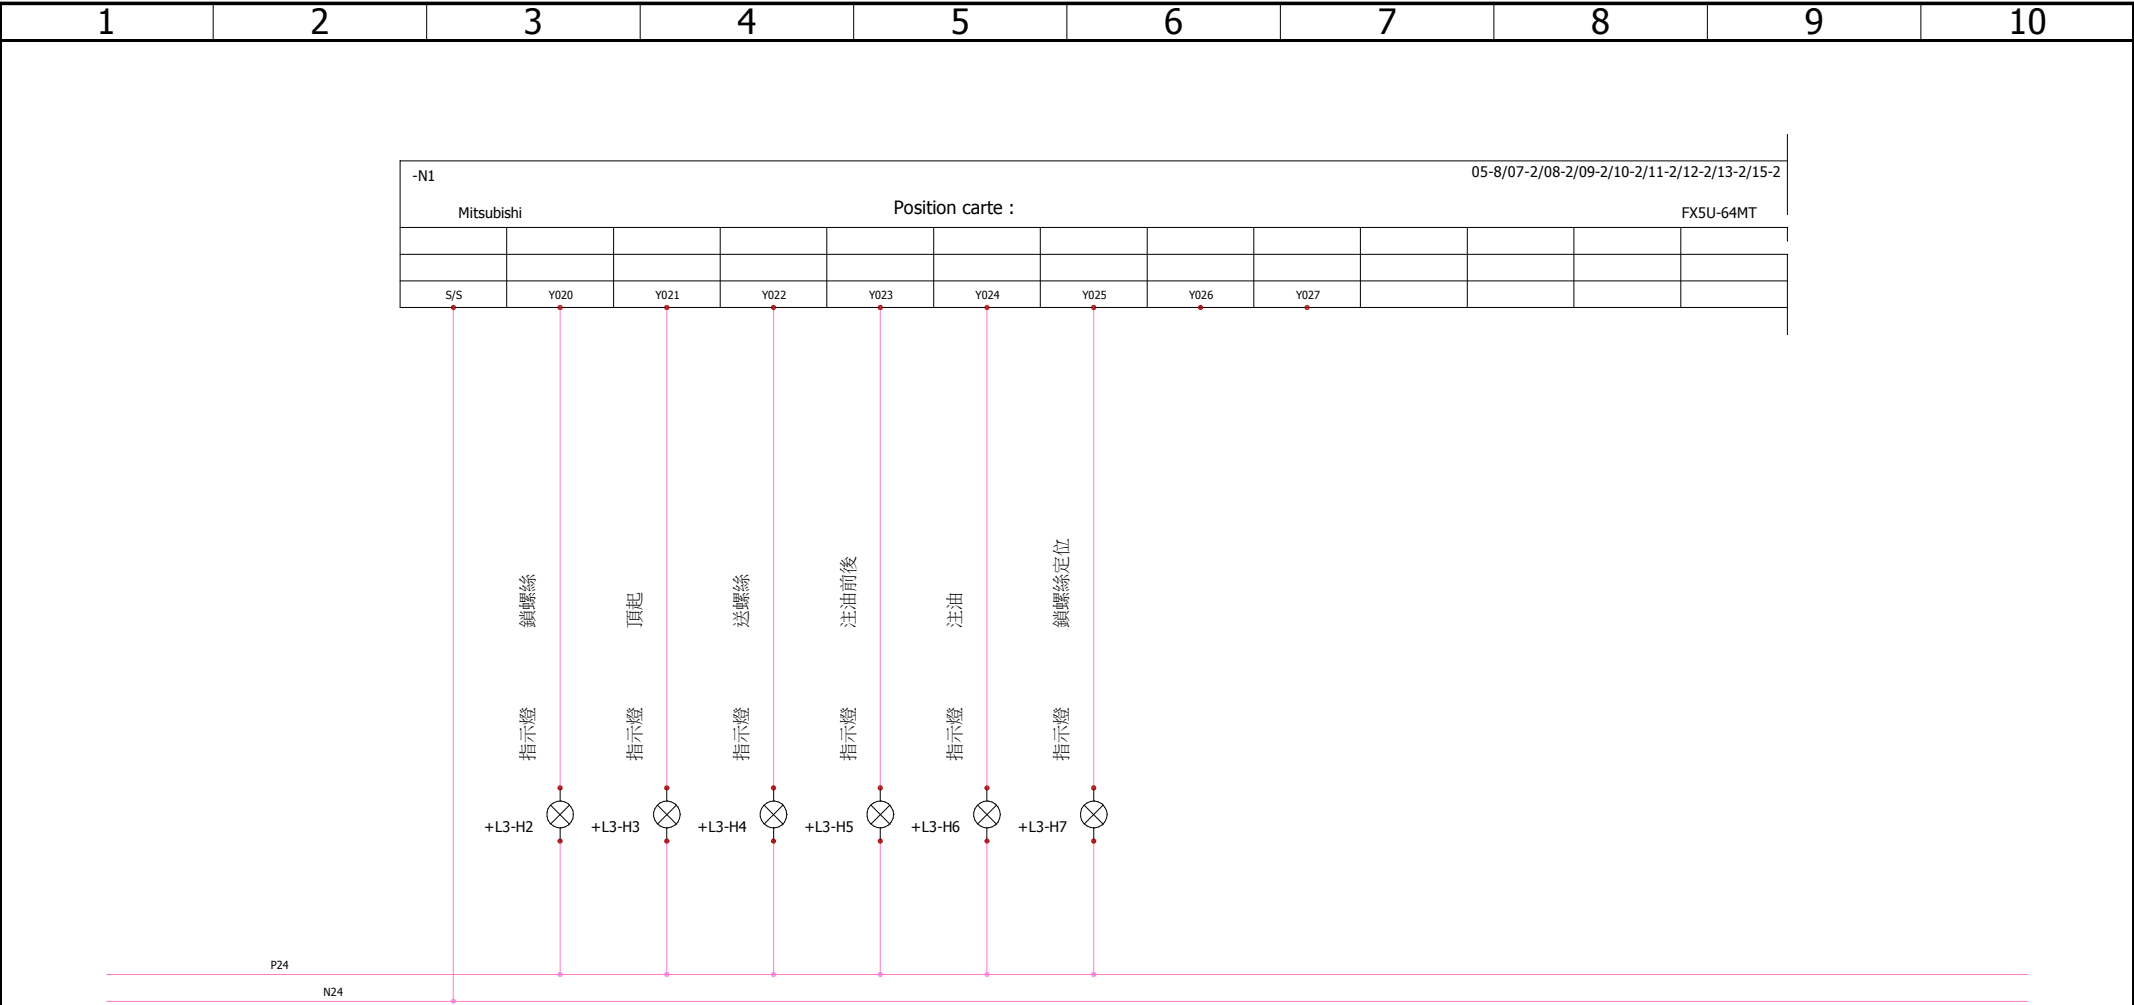 1 2 3 4 5 6 7 8 9 10
-N1 05-8/07-2/08-2/09-2/10-2/11-2/12-2/13-2/15-2
Mitsubishi Position carte : FX5U-64MT
S/S Y020 Y021 Y022 Y023 Y024 Y025 Y026 Y027
鎖螺絲 頂起 送螺絲 注油前後 注油 鎖螺絲定位
指示燈 指示燈 指示燈 指示燈 指示燈 指示燈
+L3-H2 +L3-H3 +L3-H4 +L3-H5 +L3-H6 +L3-H7
P24
N24